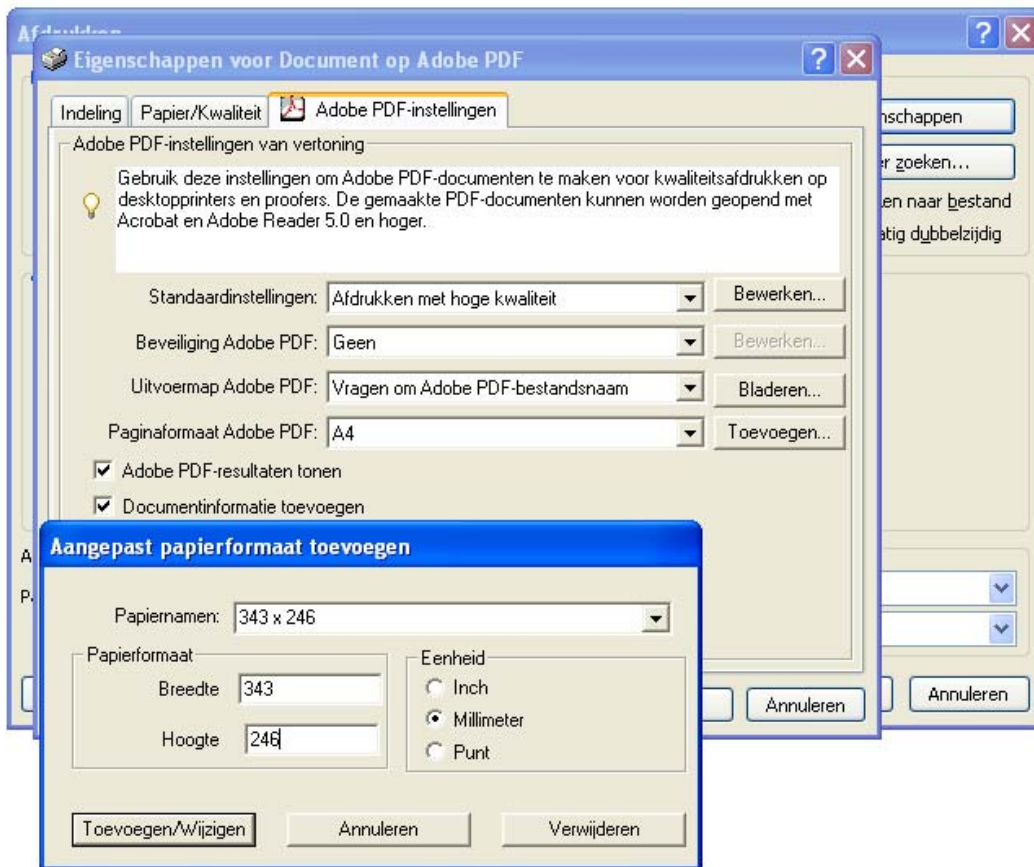 Afdrukken
Eigenschappen voor Document op Adobe PDF
Indeling
Papier/Kwaliteit
Adobe PDF-instellingen
nschappen
Adobe PDF-instellingen van vertoning
er zoeken...
Gebruik deze instellingen om Adobe PDF-documenten te maken voor kwaliteitsafdrukken op
desktopprinters en proofers. De gemaakte PDF-documenten kunnen worden geopend met
Acrobat en Adobe Reader 5.0 en hoger.
en naar bestand
atig dubbelzijdig
Standaardinstellingen: Afdrukken met hoge kwaliteit Bewerken...
Beveiliging Adobe PDF: Geen Bewerken...
Uitvoermap Adobe PDF: Vragen om Adobe PDF-bestandsnaam Bladeren...
Paginaformaat Adobe PDF: A4 Toevoegen...
Adobe PDF-resultaten tonen
Documentinformatie toevoegen
Aangepast papierformaat toevoegen
Papiernamen: 343 x 246
Papierformaat
Breedte 343
Hoogte 246
Eenheid
Inch
Millimeter
Punt
Annuleren
Annuleren
Toevoegen/Wijzigen Annuleren Verwijderen